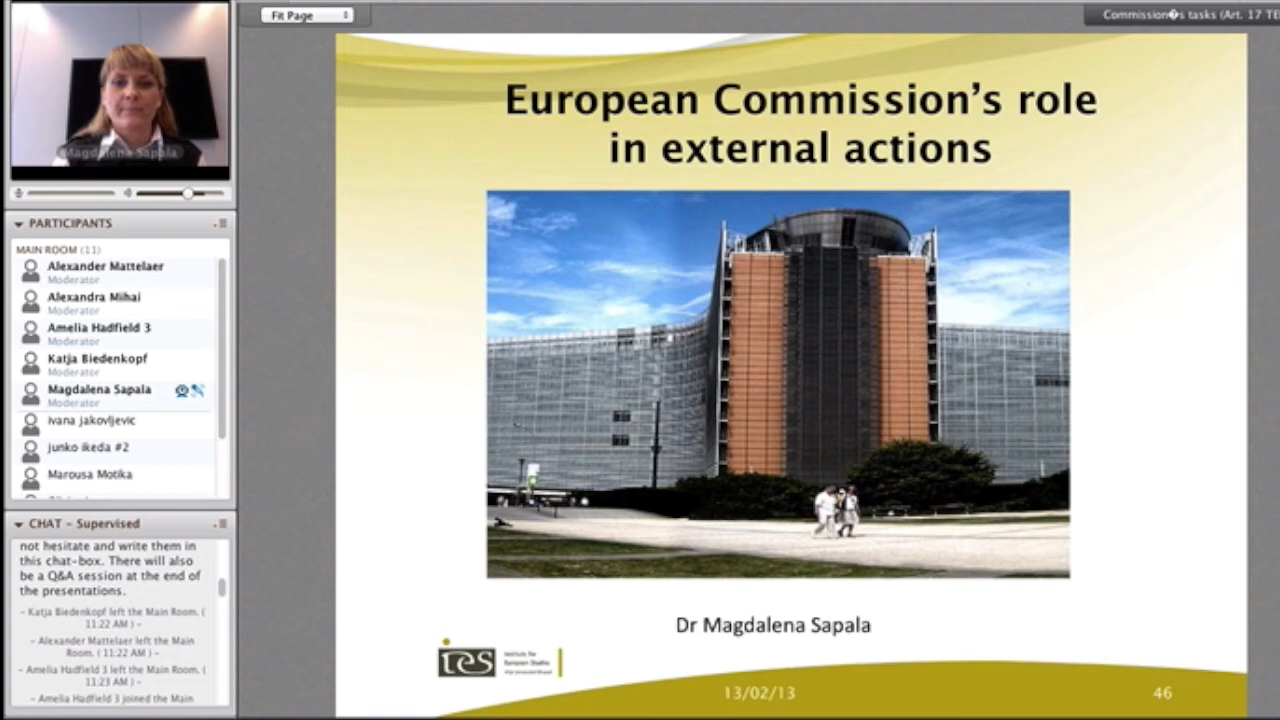 Fit Page
Commission�s tasks (Art. 17 TE
Magdalena Sapala
PARTICIPANTS
MAIN ROOM (11)
Alexander Mattelaer
Moderator
Alexandra Mihai
Moderator
Amelia Hadfield 3
Moderator
Katja Biedenkopf
Moderator
Magdalena Sapala
Moderator
ivana jakovljevic
junko ikeda #2
Marousa Motika
CHAT - Supervised
not hesitate and write them in
this chat-box. There will also
be a Q&A session at the end of
the presentations.
- Katja Biedenkopf left the Main Room. (
11:22 AM ) -
- Alexander Mattelaer left the Main
Room. ( 11:22 AM ) -
- Amelia Hadfield 3 left the Main Room. (
11:23 AM ) -
- Amelia Hadfield 3 joined the Main
European Commission’s role
in external actions
Dr Magdalena Sapala
ies
Institute for
European Studies
13/02/13
46